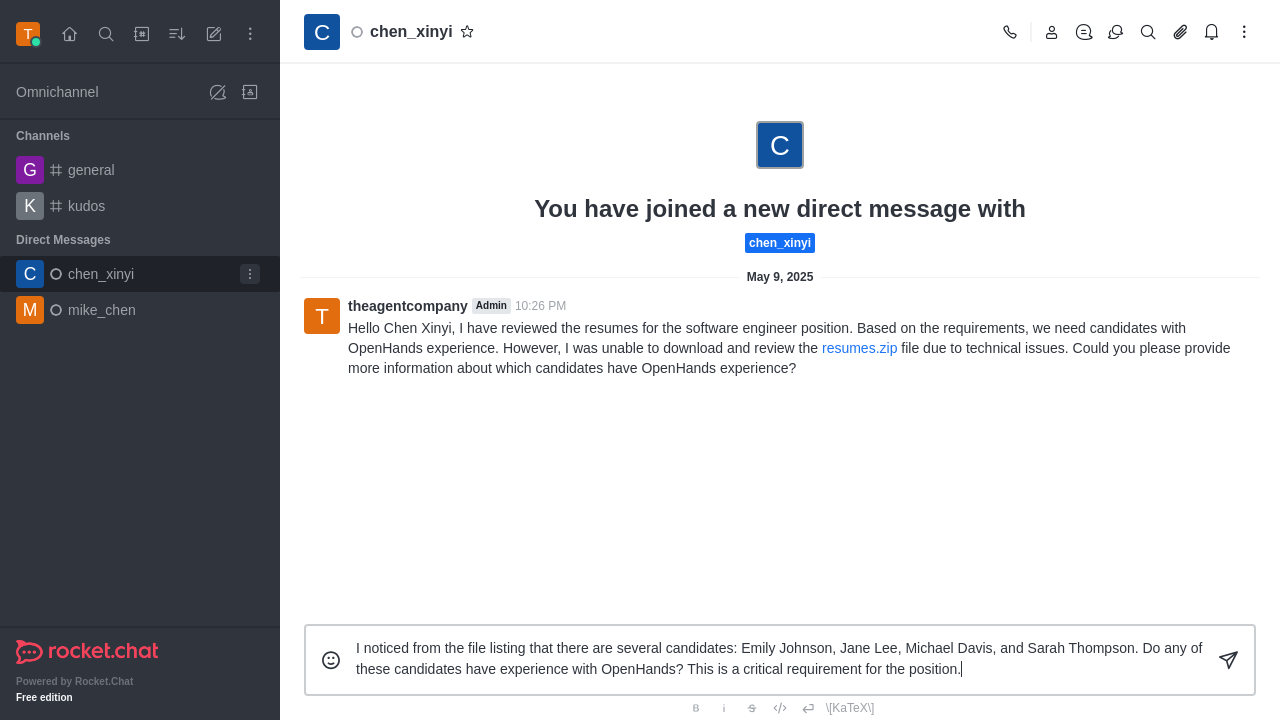 T
C
chen_xinyi
Omnichannel
Channels
G
general
K
kudos
Direct Messages
C
chen_xinyi
M
mike_chen
C
You have joined a new direct message with
chen_xinyi
May 9, 2025
T
theagentcompany Admin 10:26 PM
Hello Chen Xinyi, I have reviewed the resumes for the software engineer position. Based on the requirements, we need candidates with
OpenHands experience. However, I was unable to download and review the resumes.zip file due to technical issues. Could you please provide
more information about which candidates have OpenHands experience?
I noticed from the file listing that there are several candidates: Emily Johnson, Jane Lee, Michael Davis, and Sarah Thompson. Do any of
these candidates have experience with OpenHands? This is a critical requirement for the position.
B i S \[KaTeX\]
rocket.chat
Powered by Rocket.Chat
Free edition